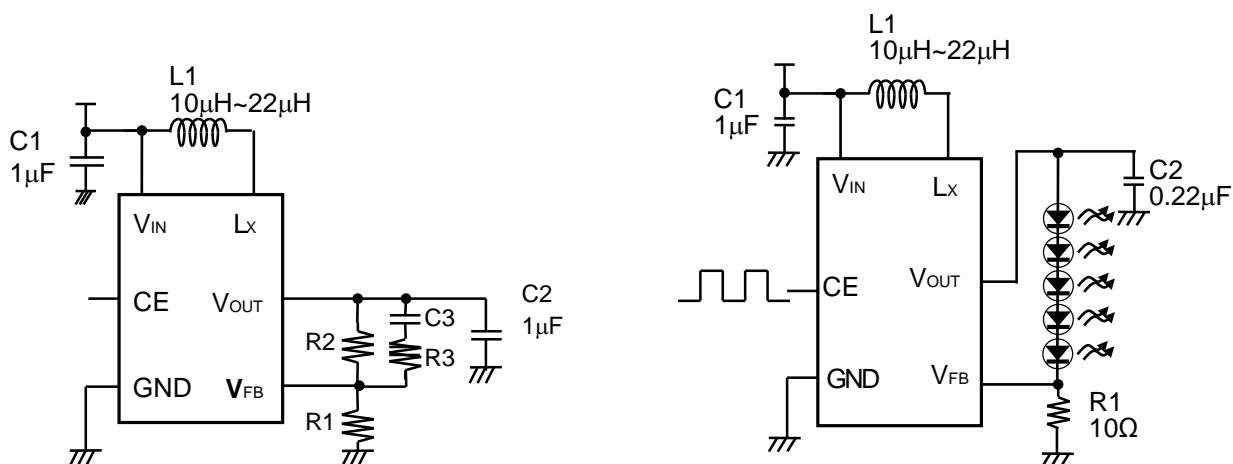 L1
10μH~22μH
C1
1μF
VIN
LX
CE
VOUT
GND
VFB
R2
C3
R3
R1
C2
1μF
L1
10μH~22μH
C1
1μF
VIN
LX
CE
VOUT
GND
VFB
C2
0.22μF
R1
10Ω